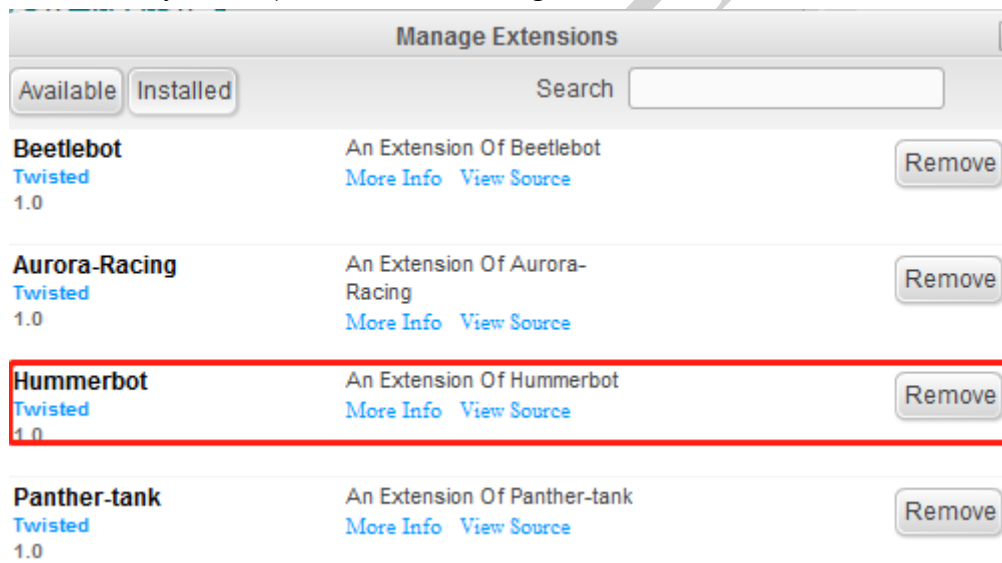 Manage Extensions
Available Installed Search
Beetlebot An Extension Of Beetlebot Remove
Twisted More Info View Source
1.0
Aurora-Racing An Extension Of Aurora-
Racing Remove
Twisted
1.0 More Info View Source
Hummerbot An Extension Of Hummerbot Remove
Twisted More Info View Source
1.0
Panther-tank An Extension Of Panther-tank Remove
Twisted More Info View Source
1.0